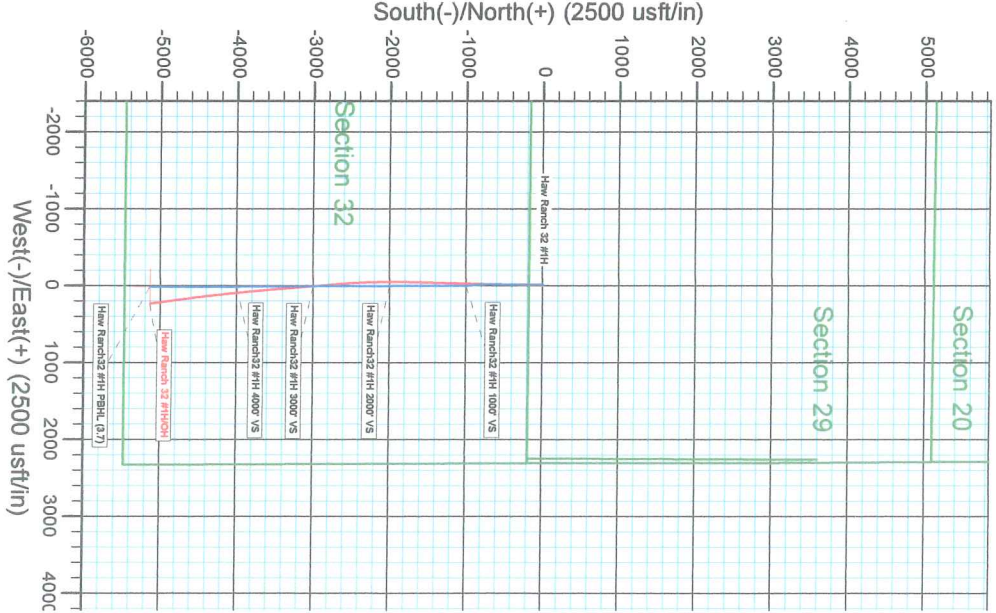 South(-)/North(+) (2500 usft/in)
-6000
-5000
-4000
-3000
-2000
-1000
0
1000
2000
3000
4000
5000
-2000
-1000
0
1000
2000
3000
400
West(-)/East(+) (2500 usft/in)
Section 32
Section 29
Section 20
Haw Ranch 32 #1H
Haw Ranch32 #1H PBHL (3.7)
Haw Ranch 32 #1H/OH
Haw Ranch32 #1H 4000' VS
Haw Ranch32 #1H 3000' VS
Haw Ranch32 #1H 2000' VS
Haw Ranch32 #1H 1000' VS